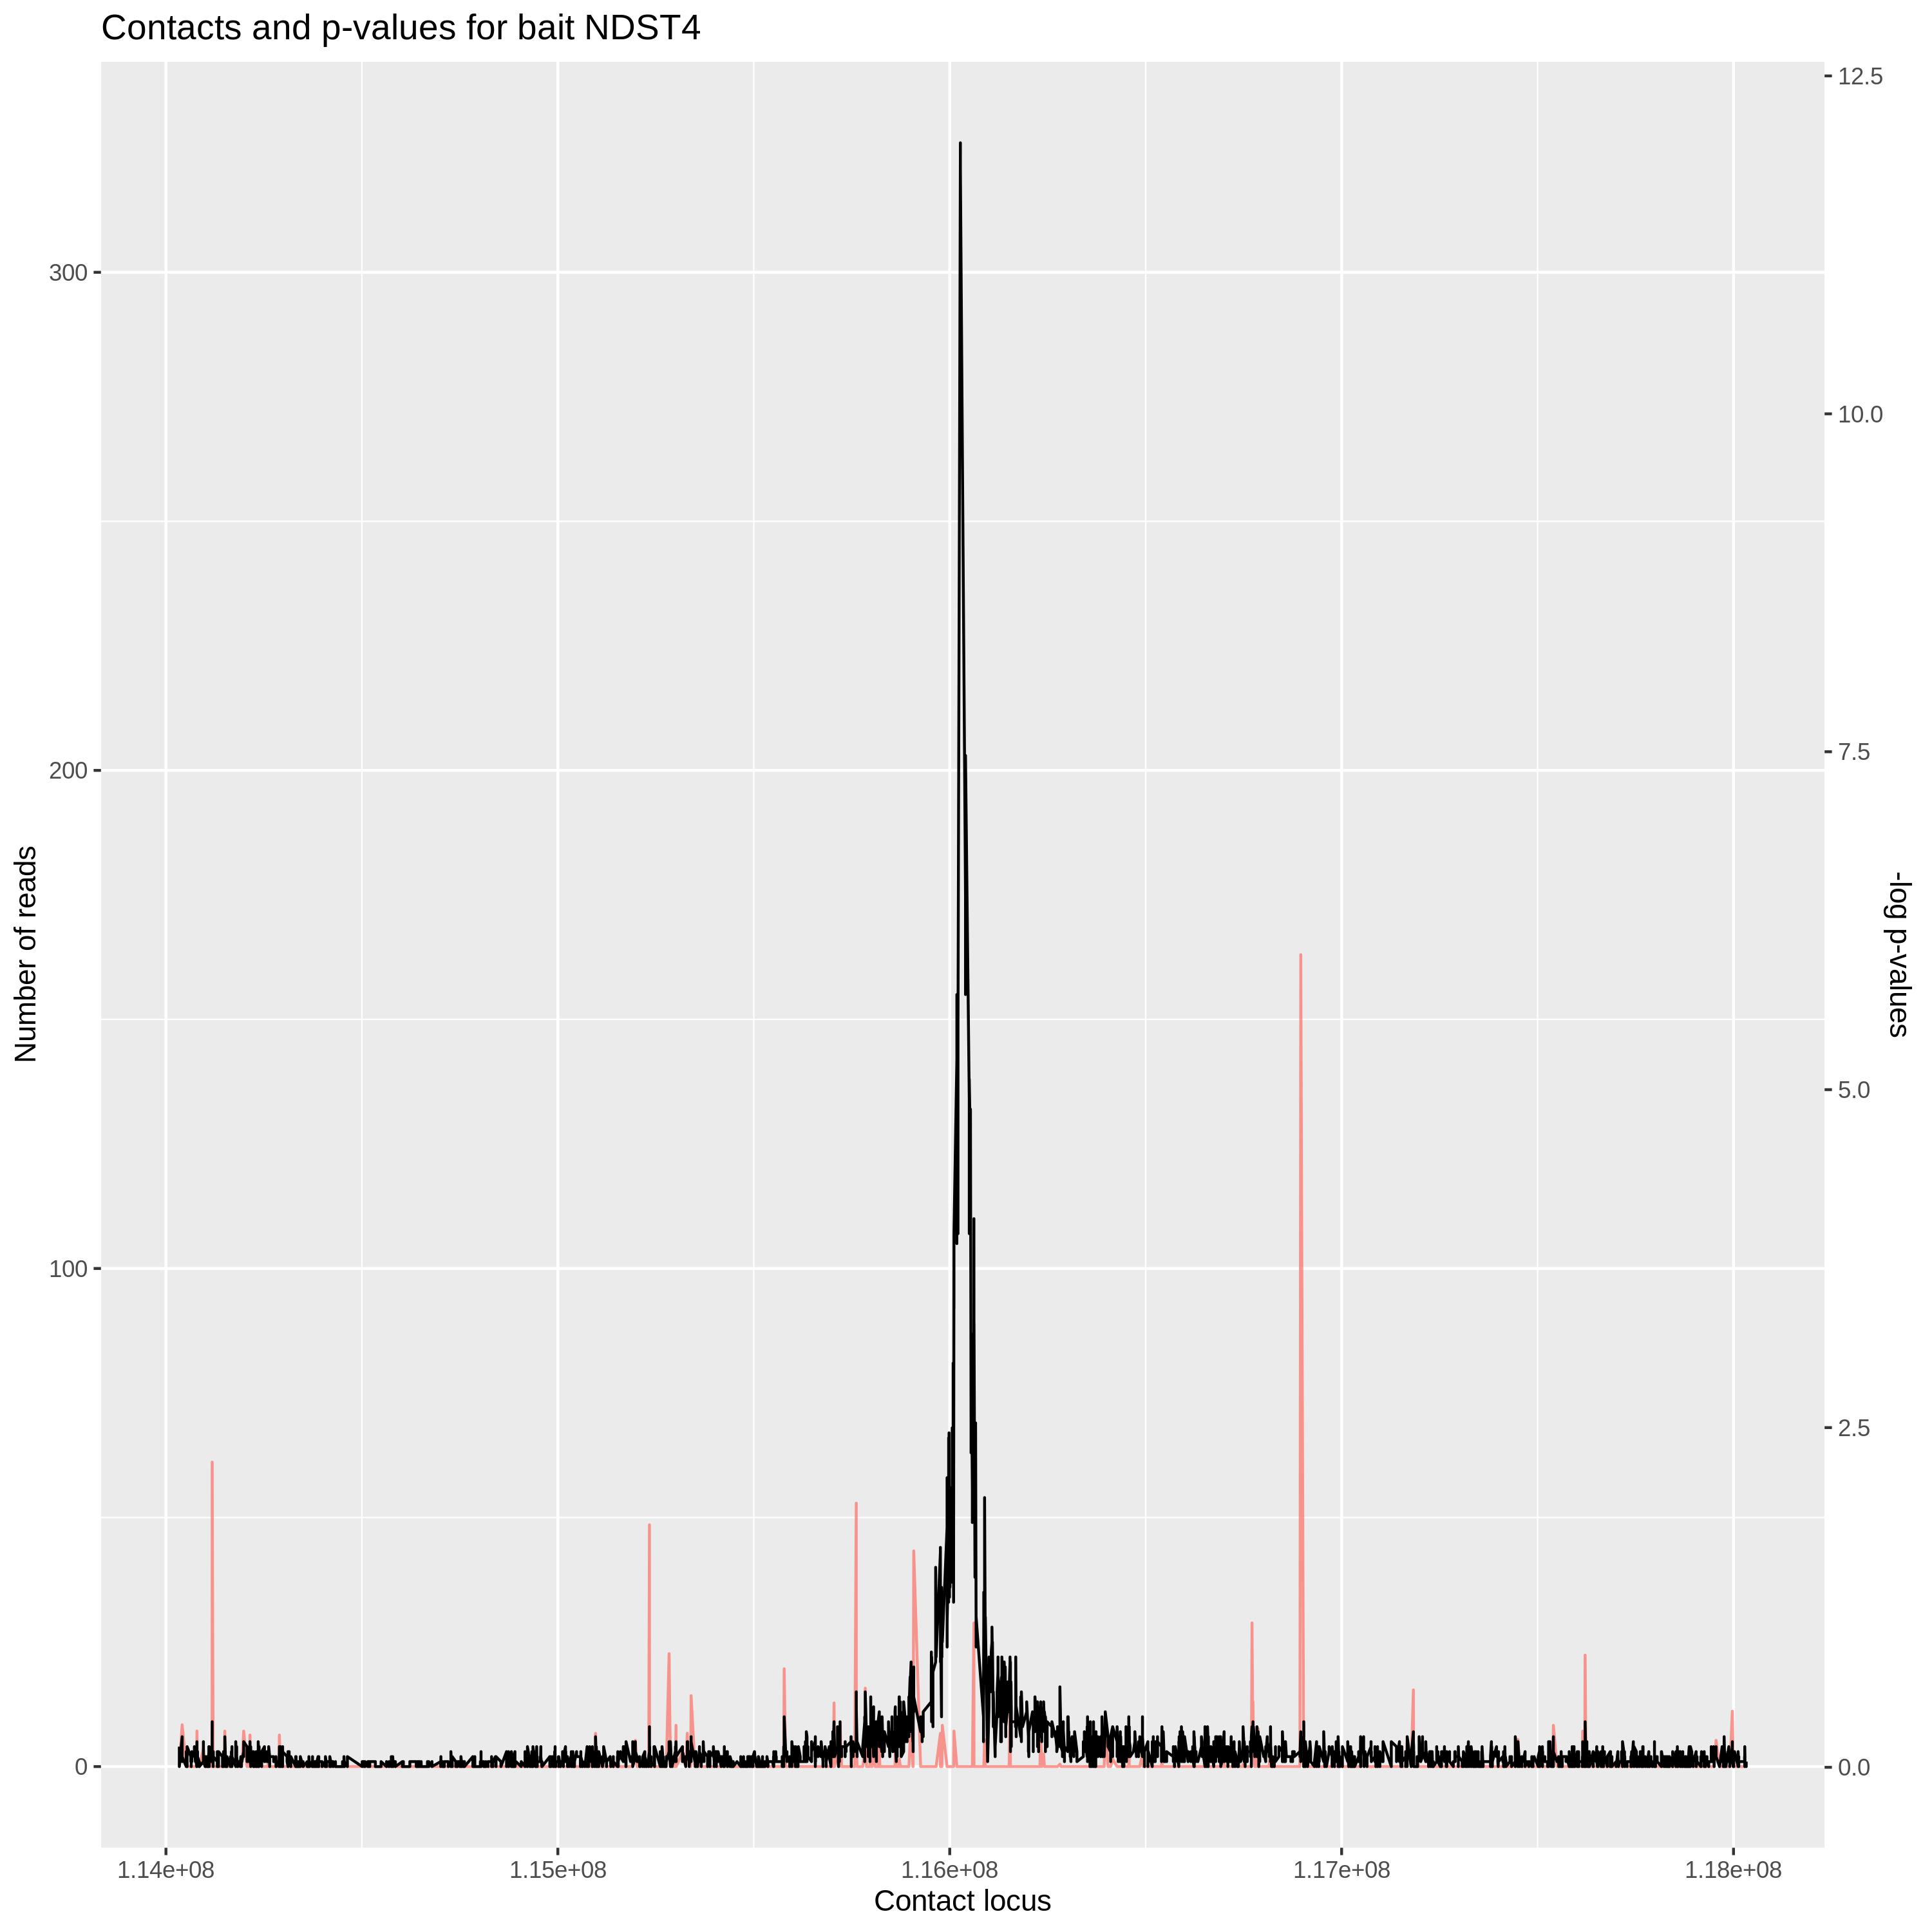 Contacts and p-values for bait NDST4
Number of reads
300
200
100
0
12.5
10.0
7.5
5.0
2.5
0.0
-log p-values
1.14e+08
1.15e+08
1.16e+08
1.17e+08
1.18e+08
Contact locus